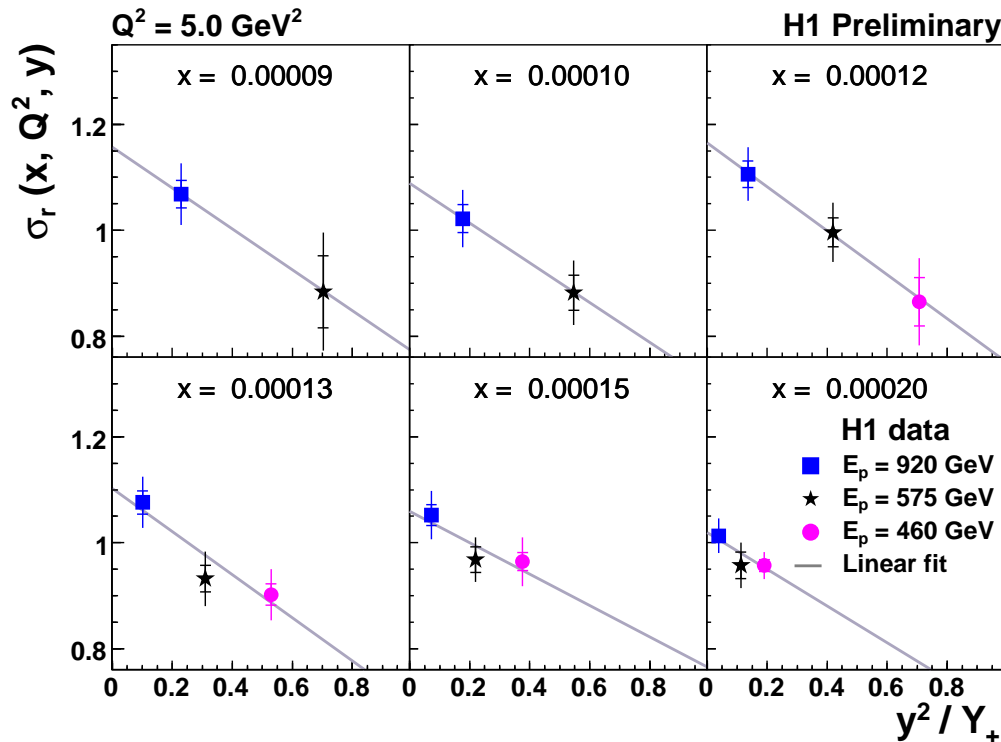 Q² = 5.0 GeV² H1 Preliminary
σr (x, Q², y)
x = 0.00009 x = 0.00010 x = 0.00012
1.2
1
0.8
x = 0.00013 x = 0.00015 x = 0.00020
1.2
1
0.8
H1 data
Ep = 920 GeV
Ep = 575 GeV
Ep = 460 GeV
Linear fit
0 0.2 0.4 0.6 0.8 0 0.2 0.4 0.6 0.8 0 0.2 0.4 0.6 0.8
y² / Y+